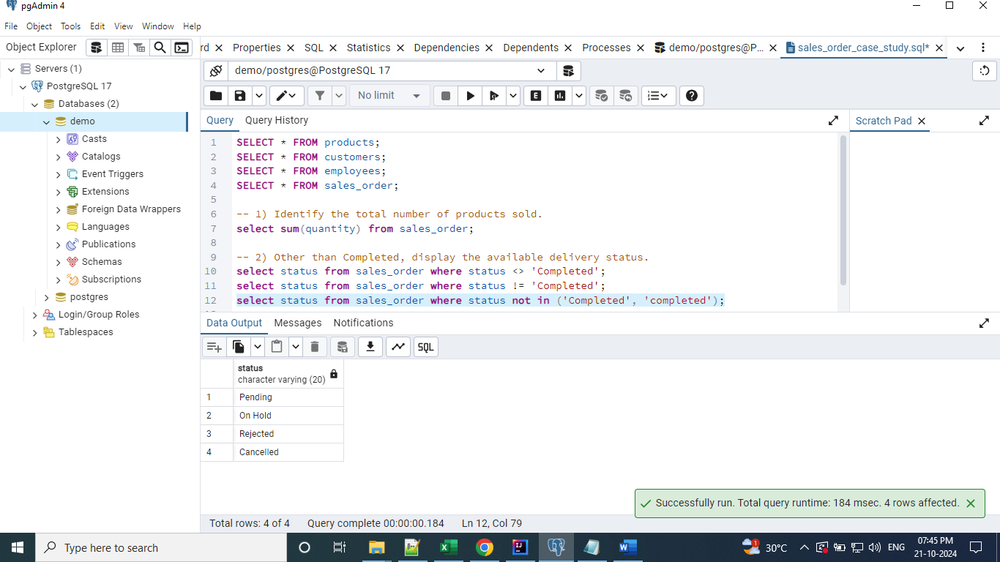 pgAdmin 4
File Object Tools Edit View Window Help
Object Explorer
rd Properties SQL Statistics Dependencies Dependents Processes demo/postgres@P... sales_order_case_study.sql*
Servers (1)
PostgreSQL 17
Databases (2)
demo
Casts
Catalogs
Event Triggers
Extensions
Foreign Data Wrappers
Languages
Publications
Schemas
Subscriptions
postgres
Login/Group Roles
Tablespaces
demo/postgres@PostgreSQL 17
No limit
E
Query Query History
Scratch Pad
1 SELECT * FROM products;
2 SELECT * FROM customers;
3 SELECT * FROM employees;
4 SELECT * FROM sales_order;
5
6 -- 1) Identify the total number of products sold.
7 select sum(quantity) from sales_order;
8
9 -- 2) Other than Completed, display the available delivery status.
10 select status from sales_order where status <> 'Completed';
11 select status from sales_order where status != 'Completed';
12 select status from sales_order where status not in ('Completed', 'completed');
Data Output Messages Notifications
SQL
status
character varying (20)
1 Pending
2 On Hold
3 Rejected
4 Cancelled
Successfully run. Total query runtime: 184 msec. 4 rows affected.
Total rows: 4 of 4 Query complete 00:00:00.184 Ln 12, Col 79
Type here to search
1
30°C
ENG
07:45 PM
21-10-2024